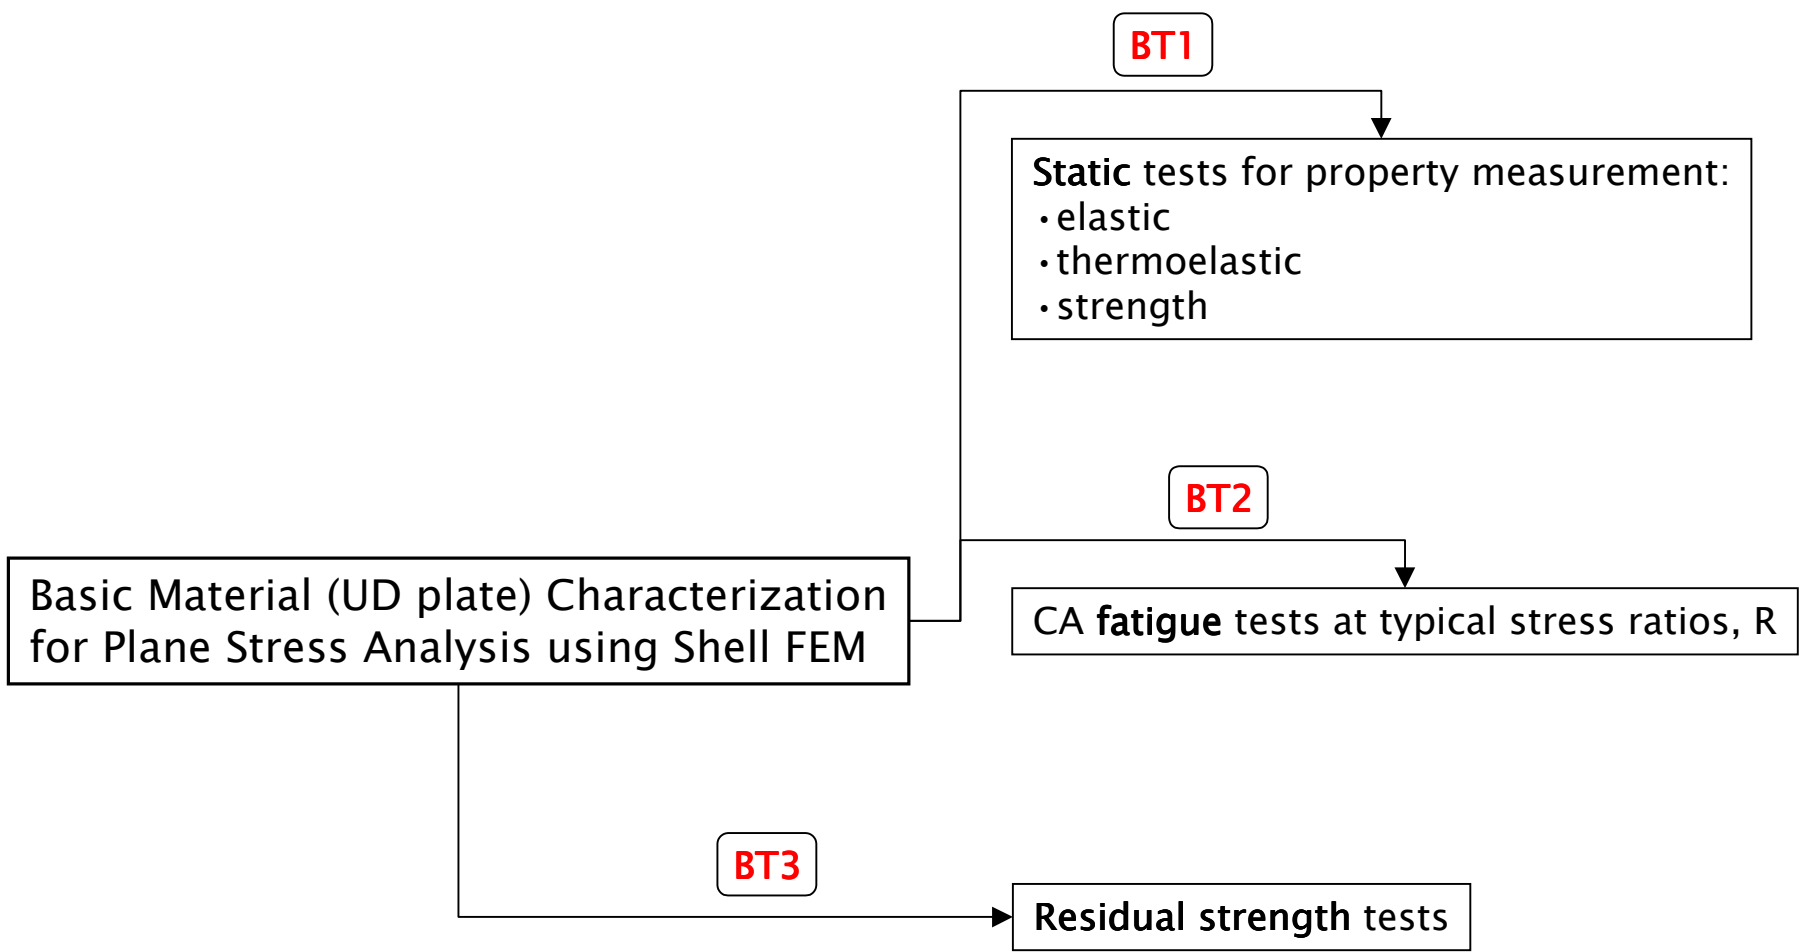 BT1
Static tests for property measurement:
• elastic
• thermoelastic
• strength
BT2
Basic Material (UD plate) Characterization
for Plane Stress Analysis using Shell FEM
CA fatigue tests at typical stress ratios, R
BT3
Residual strength tests